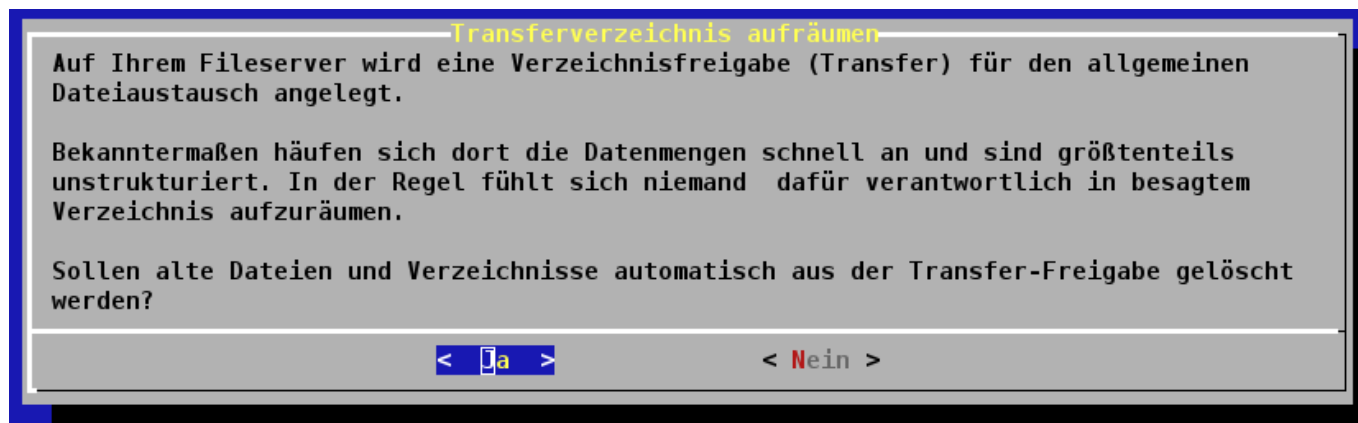 Transferverzeichnis aufräumen
Auf Ihrem Fileserver wird eine Verzeichnisfreigabe (Transfer) für den allgemeinen
Dateiaustausch angelegt.
Bekanntermaßen häufen sich dort die Datenmengen schnell an und sind größtenteils
unstrukturiert. In der Regel fühlt sich niemand  dafür verantwortlich in besagtem
Verzeichnis aufzuräumen.
Sollen alte Dateien und Verzeichnisse automatisch aus der Transfer-Freigabe gelöscht
werden?
<  Ja  > < Nein >